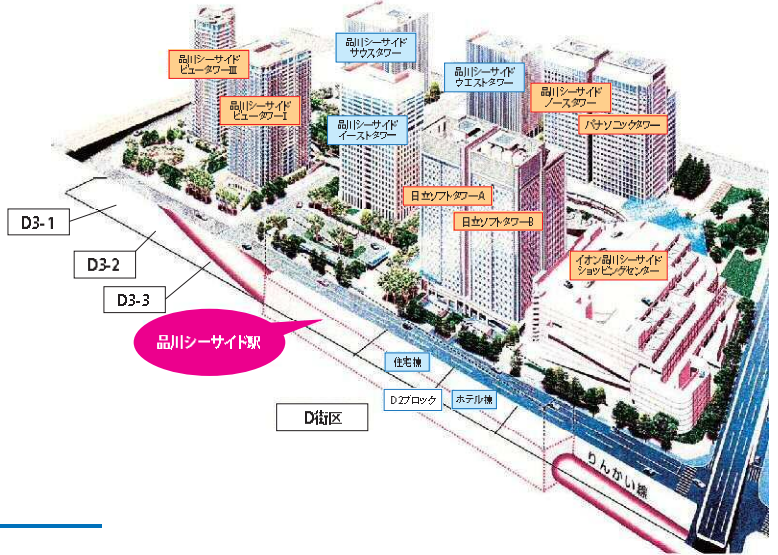 品川シーサイド
サウスタワー
品川シーサイド
ビュータワーⅢ
品川シーサイド
ウエストタワー
品川シーサイド
ノースタワー
品川シーサイド
ビュータワーⅠ
品川シーサイド
イーストタワー
パナソニックタワー
日立ソフトタワーA
日立ソフトタワーB
イオン品川シーサイド
ショッピングセンター
D3-1
D3-2
D3-3
品川シーサイド駅
住宅棟
D2ブロック
ホテル棟
D街区
りんかい線